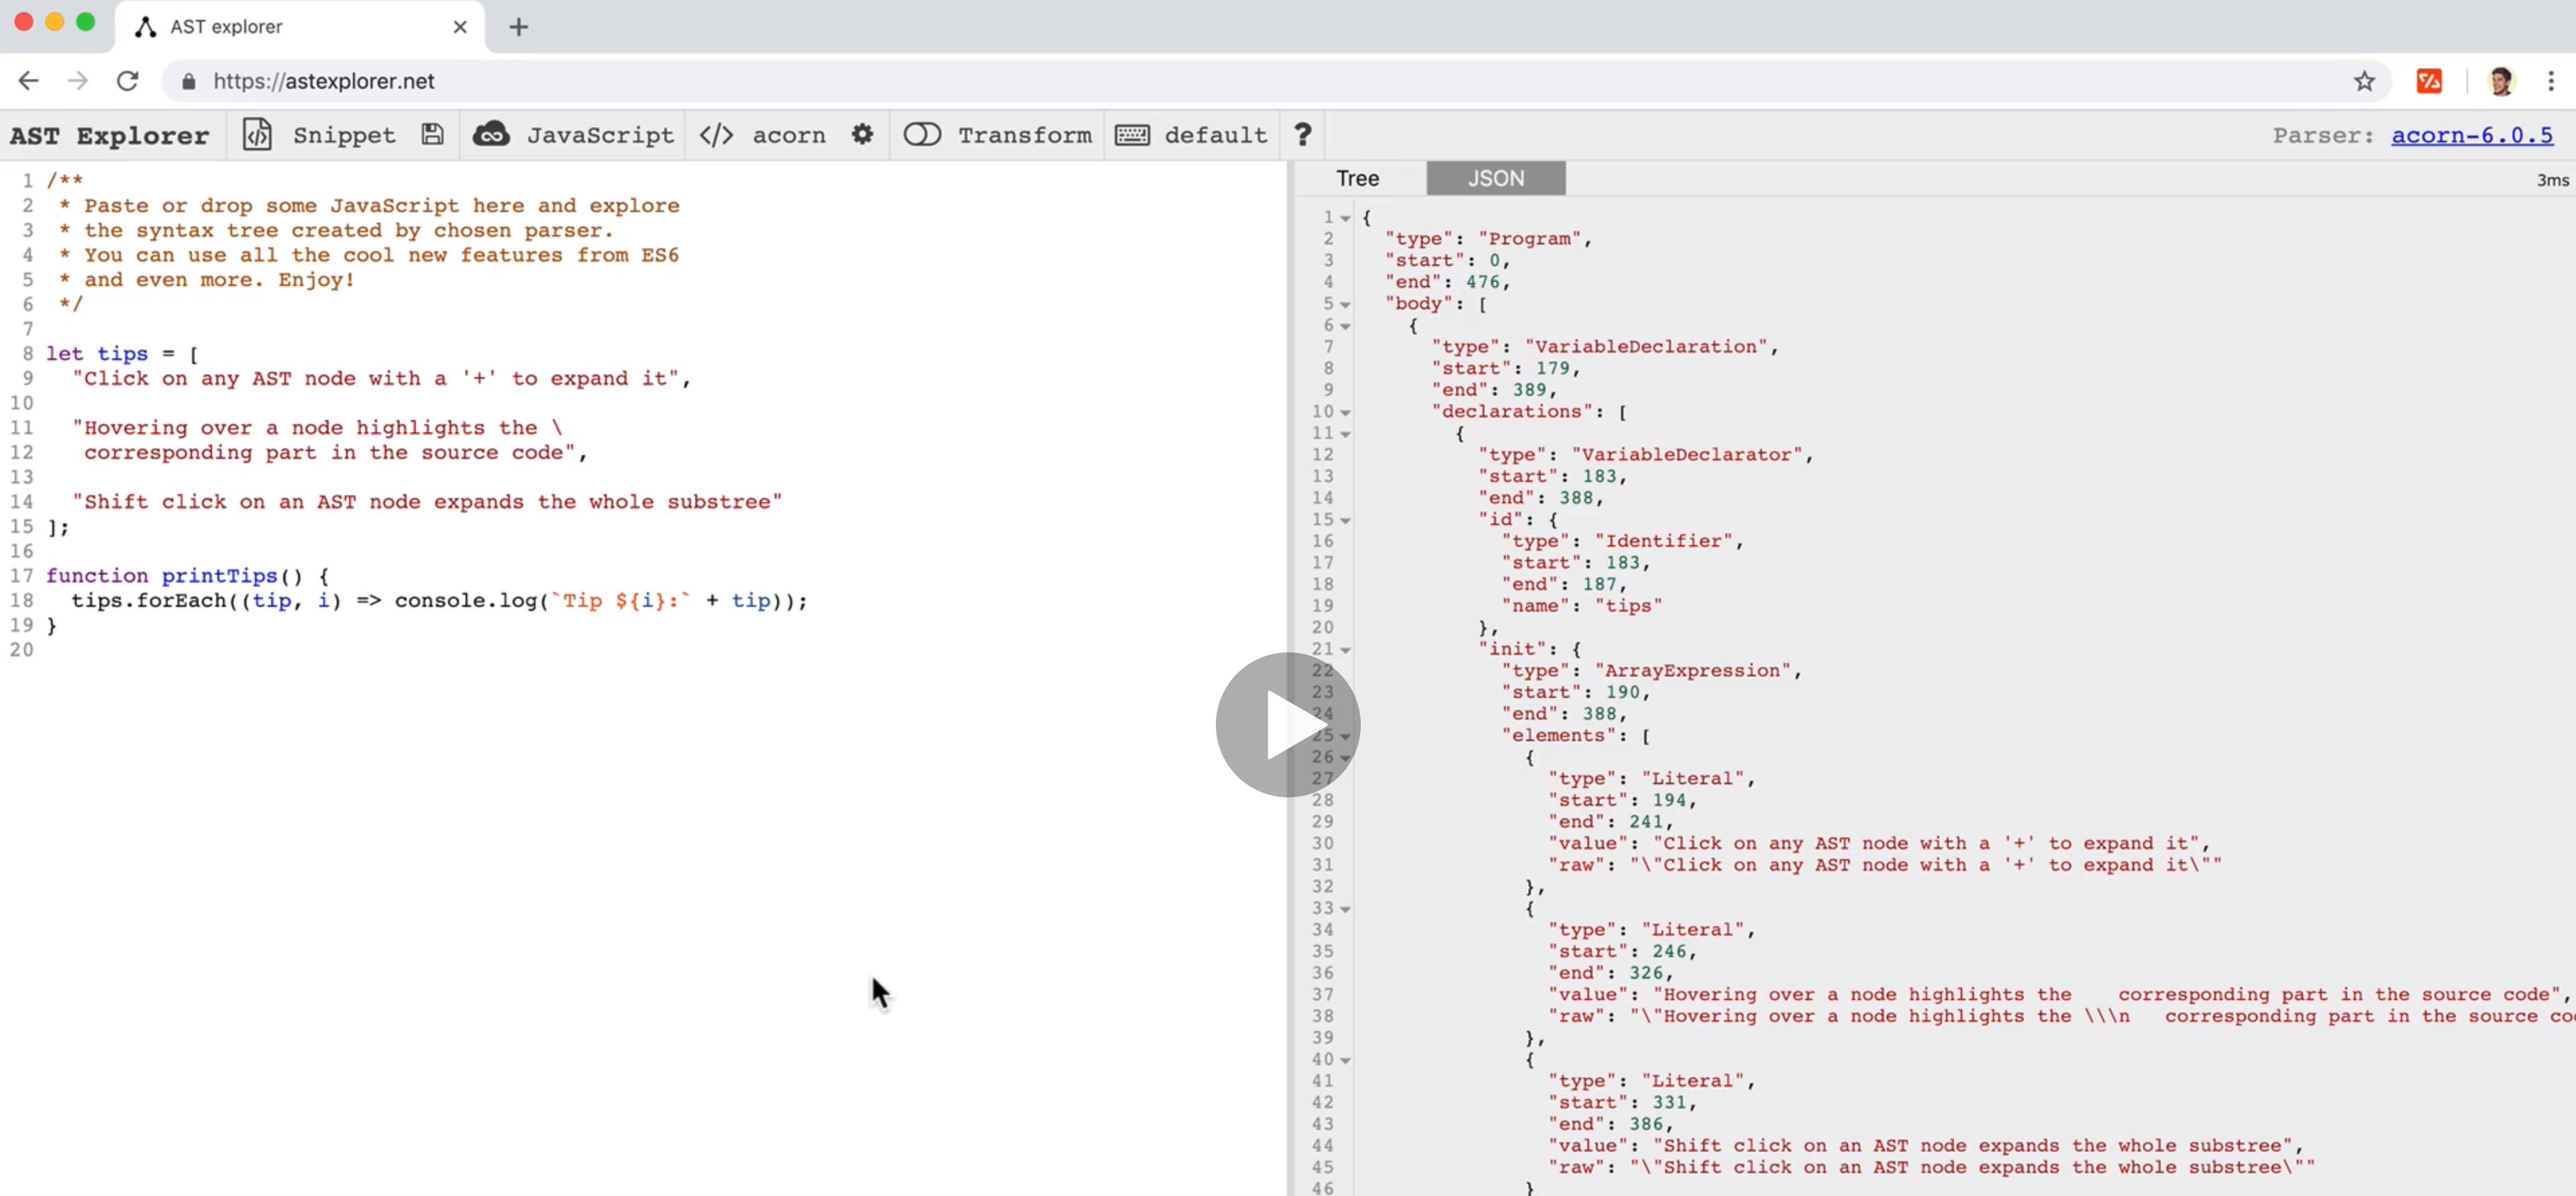 AST explorer
https://astexplorer.net
AST Explorer Snippet JavaScript </> acorn Transform default ? Parser: acorn-6.0.5
1 /**
2  * Paste or drop some JavaScript here and explore
3  * the syntax tree created by chosen parser.
4  * You can use all the cool new features from ES6
5  * and even more. Enjoy!
6  */
7
8 let tips = [
9   "Click on any AST node with a '+' to expand it",
10
11   "Hovering over a node highlights the \
12    corresponding part in the source code",
13
14   "Shift click on an AST node expands the whole substree"
15 ];
16
17 function printTips() {
18   tips.forEach((tip, i) => console.log(`Tip ${i}:` + tip));
19 }
20
Tree JSON 3ms
1 {
2   "type": "Program",
3   "start": 0,
4   "end": 476,
5   "body": [
6     {
7       "type": "VariableDeclaration",
8       "start": 179,
9       "end": 389,
10       "declarations": [
11         {
12           "type": "VariableDeclarator",
13           "start": 183,
14           "end": 388,
15           "id": {
16             "type": "Identifier",
17             "start": 183,
18             "end": 187,
19             "name": "tips"
20           },
21           "init": {
22             "type": "ArrayExpression",
23             "start": 190,
24             "end": 388,
25             "elements": [
26               {
27                 "type": "Literal",
28                 "start": 194,
29                 "end": 241,
30                 "value": "Click on any AST node with a '+' to expand it",
31                 "raw": "\"Click on any AST node with a '+' to expand it\""
32               },
33               {
34                 "type": "Literal",
35                 "start": 246,
36                 "end": 326,
37                 "value": "Hovering over a node highlights the    corresponding part in the source code",
38                 "raw": "\"Hovering over a node highlights the \\\n   corresponding part in the source co
39               },
40               {
41                 "type": "Literal",
42                 "start": 331,
43                 "end": 386,
44                 "value": "Shift click on an AST node expands the whole substree",
45                 "raw": "\"Shift click on an AST node expands the whole substree\""
46               }